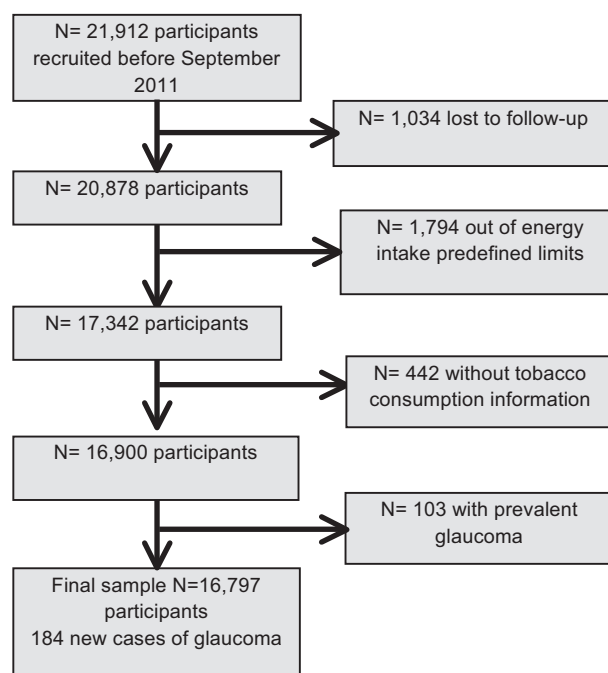 N= 21,912 participants
recruited before September
2011
N= 1,034 lost to follow-up
N= 20,878 participants
N= 1,794 out of energy
intake predefined limits
N= 17,342 participants
N= 442 without tobacco
consumption information
N= 16,900 participants
N= 103 with prevalent
glaucoma
Final sample N=16,797
participants
184 new cases of glaucoma